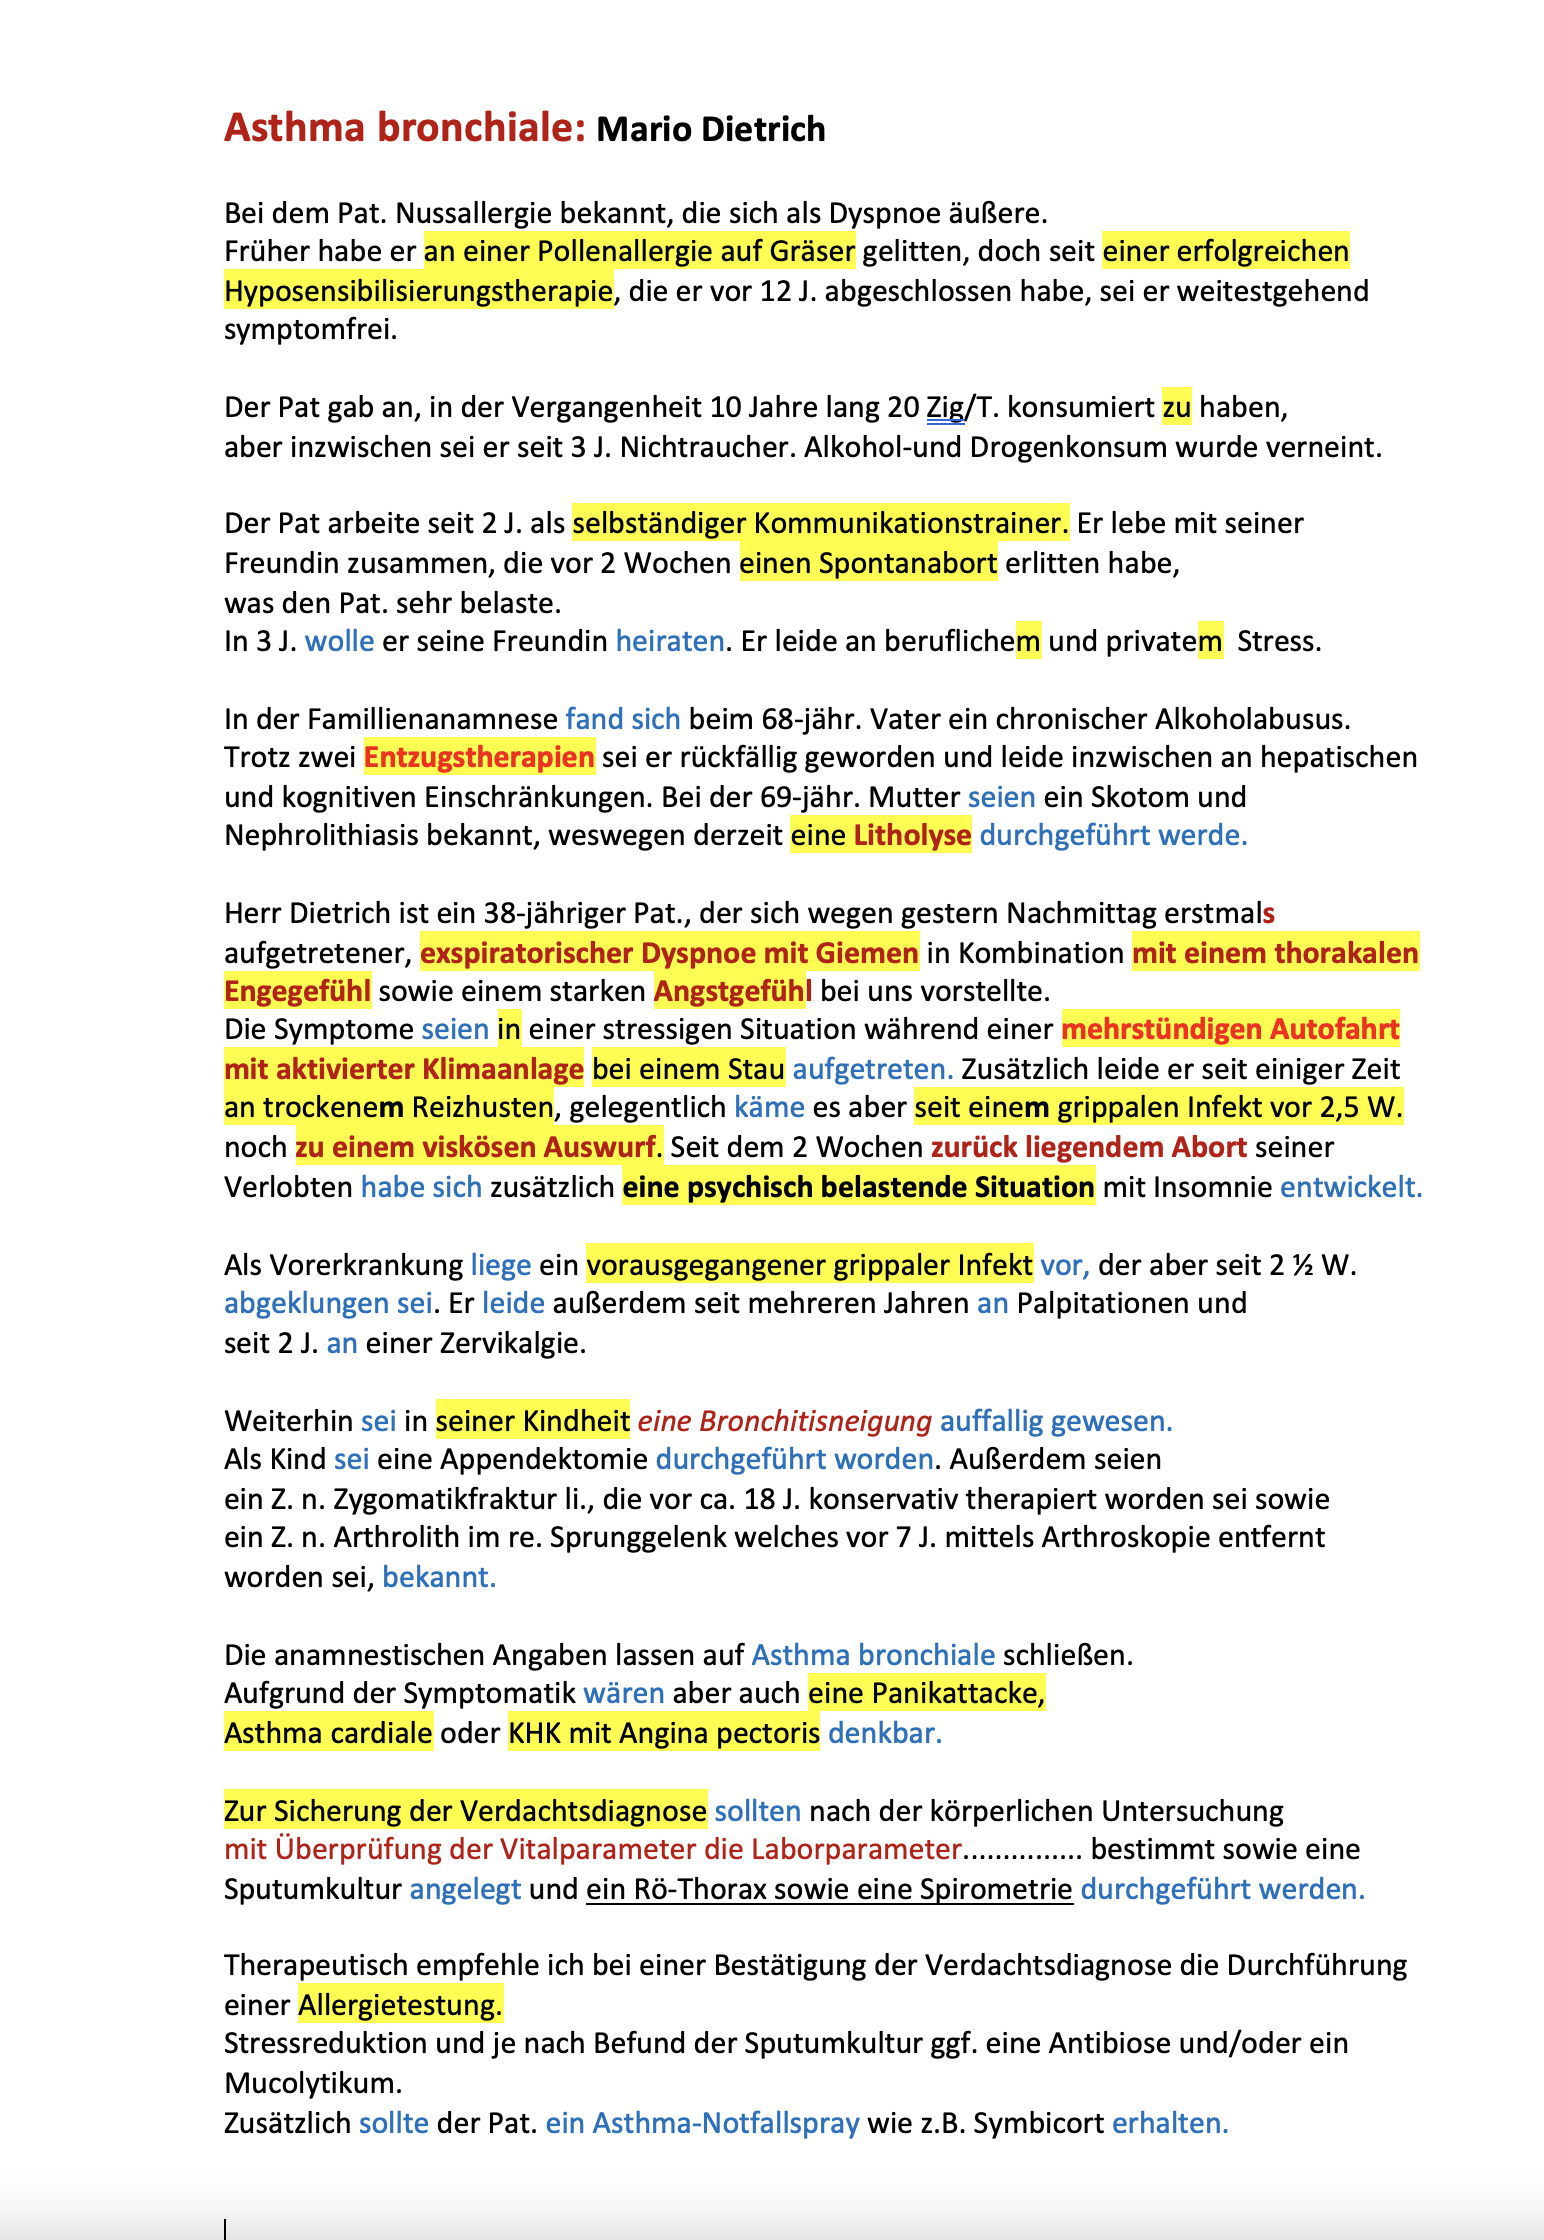 Asthma bronchiale: Mario Dietrich
Bei dem Pat. Nussallergie bekannt, die sich als Dyspnoe äußere.
Früher habe er an einer Pollenallergie auf Gräser gelitten, doch seit einer erfolgreichen
Hyposensibilisierungstherapie, die er vor 12 J. abgeschlossen habe, sei er weitestgehend
symptomfrei.
Der Pat gab an, in der Vergangenheit 10 Jahre lang 20 Zig/T. konsumiert zu haben,
aber inzwischen sei er seit 3 J. Nichtraucher. Alkohol-und Drogenkonsum wurde verneint.
Der Pat arbeite seit 2 J. als selbständiger Kommunikationstrainer. Er lebe mit seiner
Freundin zusammen, die vor 2 Wochen einen Spontanabort erlitten habe,
was den Pat. sehr belaste.
In 3 J. wolle er seine Freundin heiraten. Er leide an beruflichem und privatem Stress.
In der Famillienanamnese fand sich beim 68-jähr. Vater ein chronischer Alkoholabusus.
Trotz zwei Entzugstherapien sei er rückfällig geworden und leide inzwischen an hepatischen
und kognitiven Einschränkungen. Bei der 69-jähr. Mutter seien ein Skotom und
Nephrolithiasis bekannt, weswegen derzeit eine Litholyse durchgeführt werde.
Herr Dietrich ist ein 38-jähriger Pat., der sich wegen gestern Nachmittag erstmals
aufgetretener, exspiratorischer Dyspnoe mit Giemen in Kombination mit einem thorakalen
Engegefühl sowie einem starken Angstgefühl bei uns vorstellte.
Die Symptome seien in einer stressigen Situation während einer mehrstündigen Autofahrt
mit aktivierter Klimaanlage bei einem Stau aufgetreten. Zusätzlich leide er seit einiger Zeit
an trockenem Reizhusten, gelegentlich käme es aber seit einem grippalen Infekt vor 2,5 W.
noch zu einem viskösen Auswurf. Seit dem 2 Wochen zurück liegendem Abort seiner
Verlobten habe sich zusätzlich eine psychisch belastende Situation mit Insomnie entwickelt.
Als Vorerkrankung liege ein vorausgegangener grippaler Infekt vor, der aber seit 2 ½ W.
abgeklungen sei. Er leide außerdem seit mehreren Jahren an Palpitationen und
seit 2 J. an einer Zervikalgie.
Weiterhin sei in seiner Kindheit eine Bronchitisneigung auffallig gewesen.
Als Kind sei eine Appendektomie durchgeführt worden. Außerdem seien
ein Z. n. Zygomatikfraktur li., die vor ca. 18 J. konservativ therapiert worden sei sowie
ein Z. n. Arthrolith im re. Sprunggelenk welches vor 7 J. mittels Arthroskopie entfernt
worden sei, bekannt.
Die anamnestischen Angaben lassen auf Asthma bronchiale schließen.
Aufgrund der Symptomatik wären aber auch eine Panikattacke,
Asthma cardiale oder KHK mit Angina pectoris denkbar.
Zur Sicherung der Verdachtsdiagnose sollten nach der körperlichen Untersuchung
mit Überprüfung der Vitalparameter die Laborparameter............... bestimmt sowie eine
Sputumkultur angelegt und ein Rö-Thorax sowie eine Spirometrie durchgeführt werden.
Therapeutisch empfehle ich bei einer Bestätigung der Verdachtsdiagnose die Durchführung
einer Allergietestung.
Stressreduktion und je nach Befund der Sputumkultur ggf. eine Antibiose und/oder ein
Mucolytikum.
Zusätzlich sollte der Pat. ein Asthma-Notfallspray wie z.B. Symbicort erhalten.